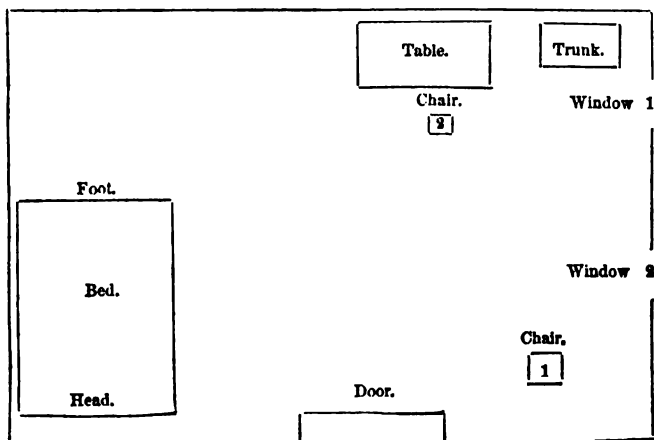 Table.
Trunk.
Chair.
2
Window 1
Foot.
Bed.
Window 2
Chair.
1
Head.
Door.